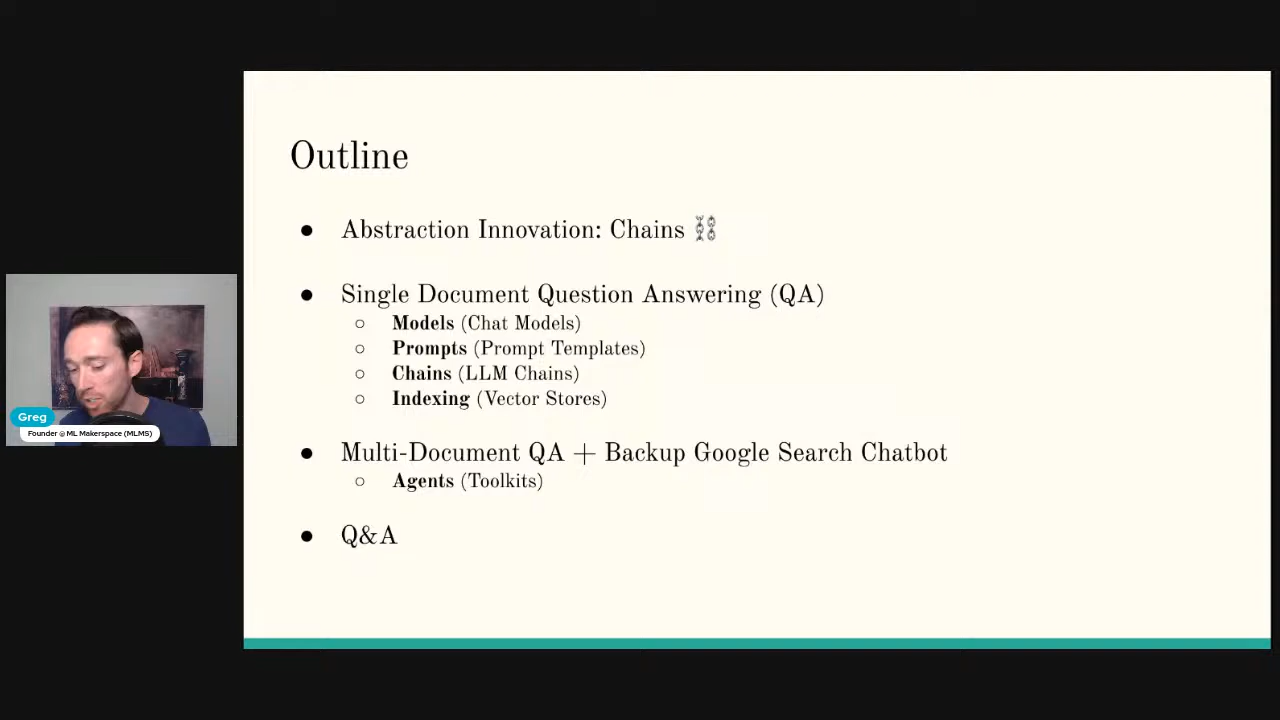 Outline
● Abstraction Innovation: Chains ⛓
● Single Document Question Answering (QA)
○ Models (Chat Models)
○ Prompts (Prompt Templates)
○ Chains (LLM Chains)
○ Indexing (Vector Stores)
● Multi-Document QA + Backup Google Search Chatbot
○ Agents (Toolkits)
● Q&A
Greg
Founder @ ML Makerspace (MLMS)